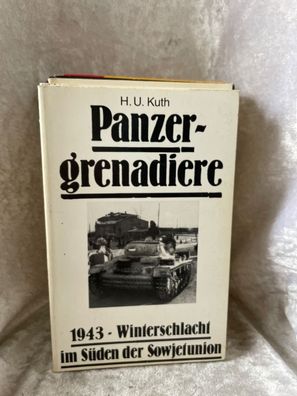 H. U. Kuth
Panzer-
grenadiere
1943 - Winterschlacht
im Süden der Sowjetunion